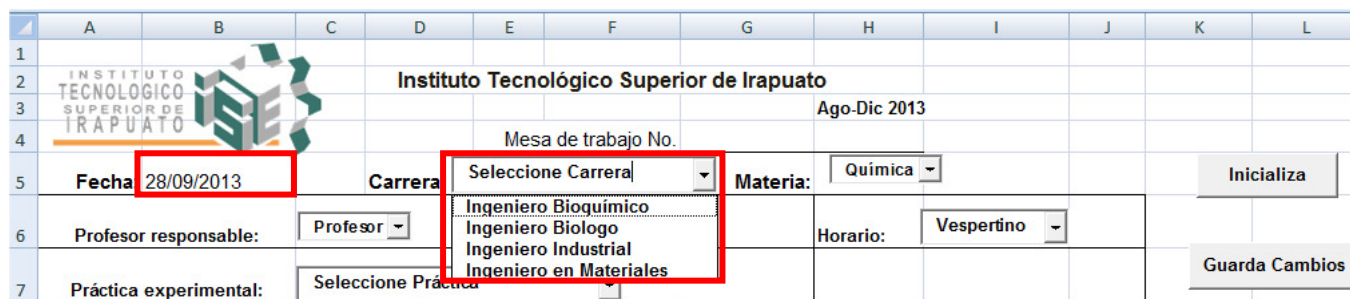 A B C D E F G H I J K L
1
2 Instituto Tecnológico Superior de Irapuato
INSTITUTO
TECNOLOGICO
SUPERIOR DE
IRAPUATO
3 Ago-Dic 2013
4 Mesa de trabajo No.
5 Fecha: 28/09/2013 Carrera Seleccione Carrera Materia: Química Inicializa
Ingeniero Bioquímico
Ingeniero Biologo
Ingeniero Industrial
Ingeniero en Materiales
6 Profesor responsable: Profesor Horario: Vespertino
Guarda Cambios
7 Práctica experimental: Seleccione Práctica